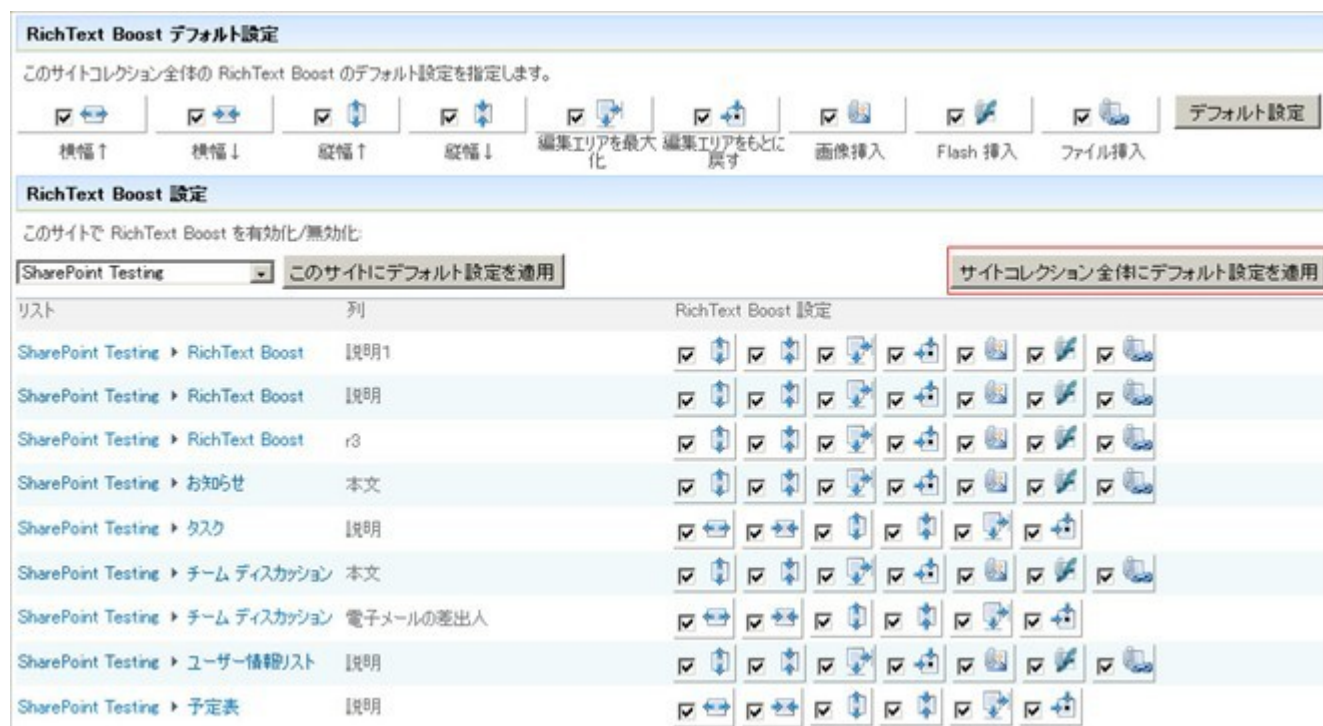 RichText Boost デフォルト設定
このサイトコレクション全体の RichText Boost のデフォルト設定を指定します。
デフォルト設定
横幅↑ 横幅↓ 縦幅↑ 縦幅↓ 編集エリアを最大化 編集エリアをもとに戻す 画像挿入 Flash 挿入 ファイル挿入
RichText Boost 設定
このサイトで RichText Boost を有効化/無効化:
SharePoint Testing このサイトにデフォルト設定を適用 サイトコレクション全体にデフォルト設定を適用
リスト 列 RichText Boost 設定
SharePoint Testing ▸ RichText Boost 説明1
SharePoint Testing ▸ RichText Boost 説明
SharePoint Testing ▸ RichText Boost r3
SharePoint Testing ▸ お知らせ 本文
SharePoint Testing ▸ タスク 説明
SharePoint Testing ▸ チーム ディスカッション 本文
SharePoint Testing ▸ チーム ディスカッション 電子メールの差出人
SharePoint Testing ▸ ユーザー情報リスト 説明
SharePoint Testing ▸ 予定表 説明